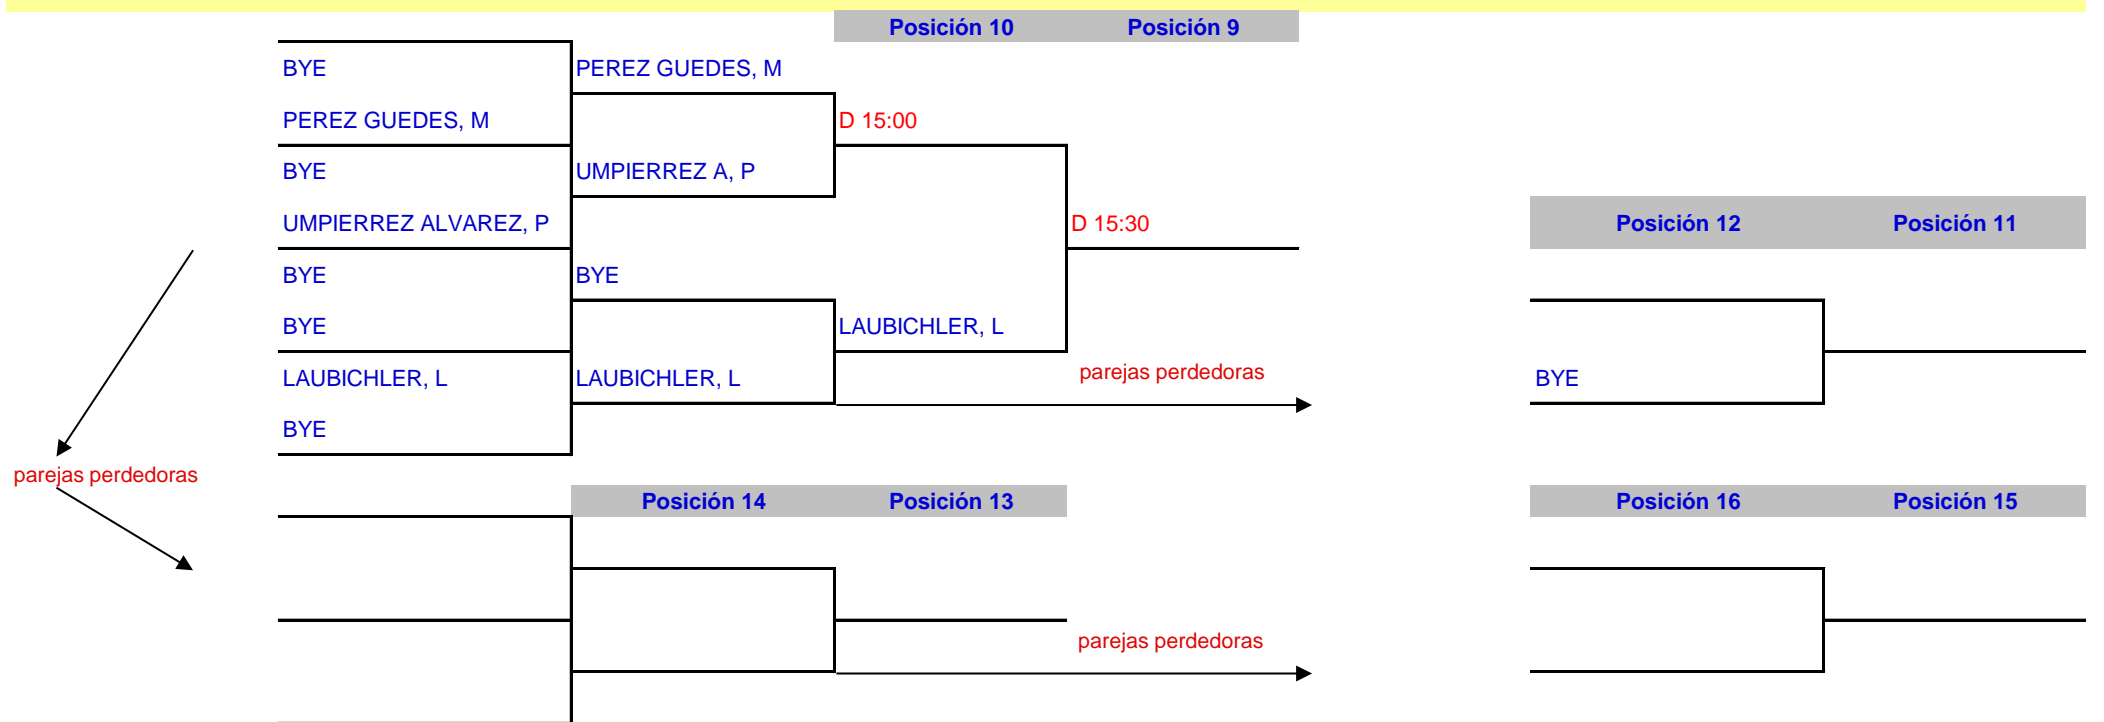 Posición 10 Posición 9
BYE PEREZ GUEDES, M
PEREZ GUEDES, M D 15:00
BYE UMPIERREZ A, P
UMPIERREZ ALVAREZ, P D 15:30 Posición 12 Posición 11
BYE BYE
BYE LAUBICHLER, L
LAUBICHLER, L LAUBICHLER, L parejas perdedoras BYE
BYE
parejas perdedoras
Posición 14 Posición 13 Posición 16 Posición 15
parejas perdedoras